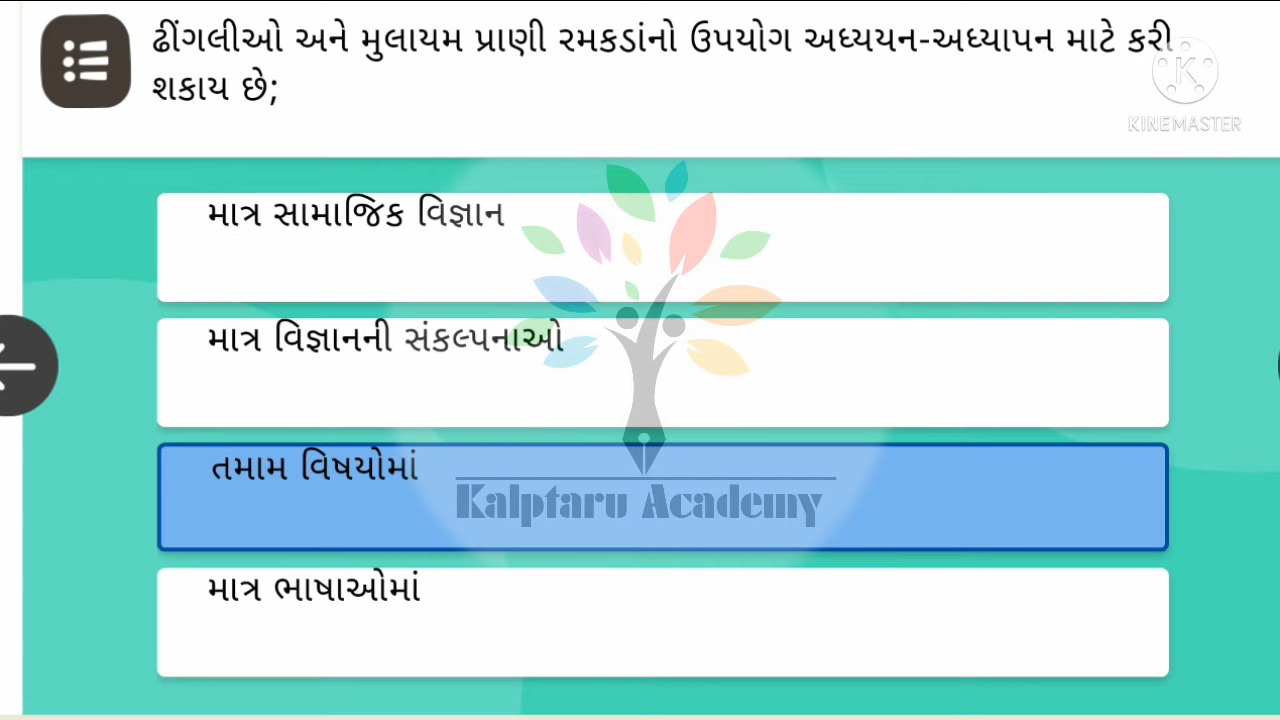 ઢીંગલીઓ અને મુલાયમ પ્રાણી રમકડાંનો ઉપયોગ અધ્યયન-અધ્યાપન માટે કરી
શકાય છે;
KINEMASTER
માત્ર સામાજિક વિજ્ઞાન
માત્ર વિજ્ઞાનની સંકલ્પનાઓ
તમામ વિષયોમાં
Kalptaru Academy
માત્ર ભાષાઓમાં